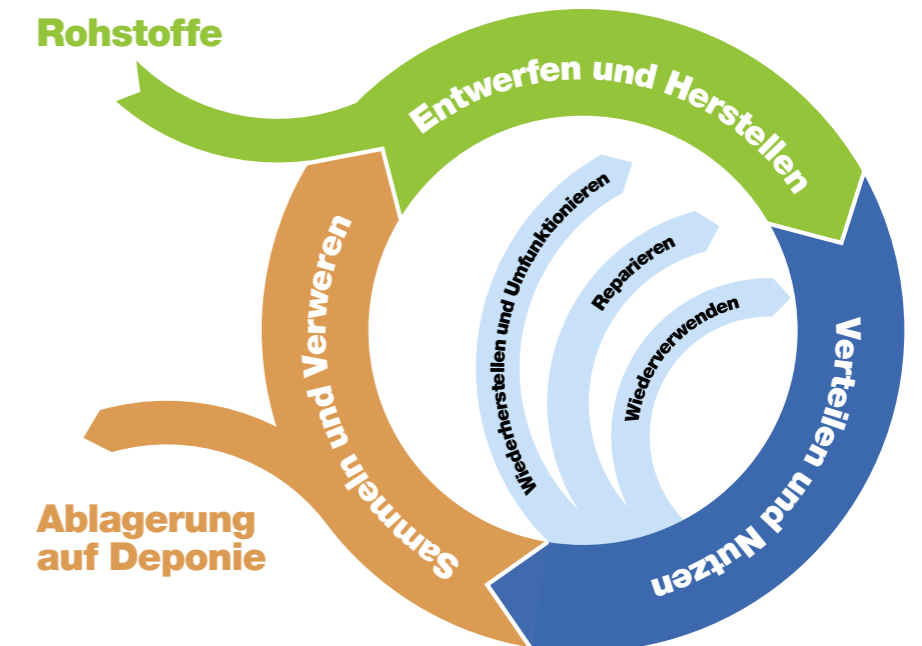 Rohstoffe
Entwerfen und Herstellen
Wiederherstellen und Umfunktionieren
Reparieren
Wiederverwenden
Verteilen und Nutzen
Sammeln und Verweren
Ablagerung
auf Deponie